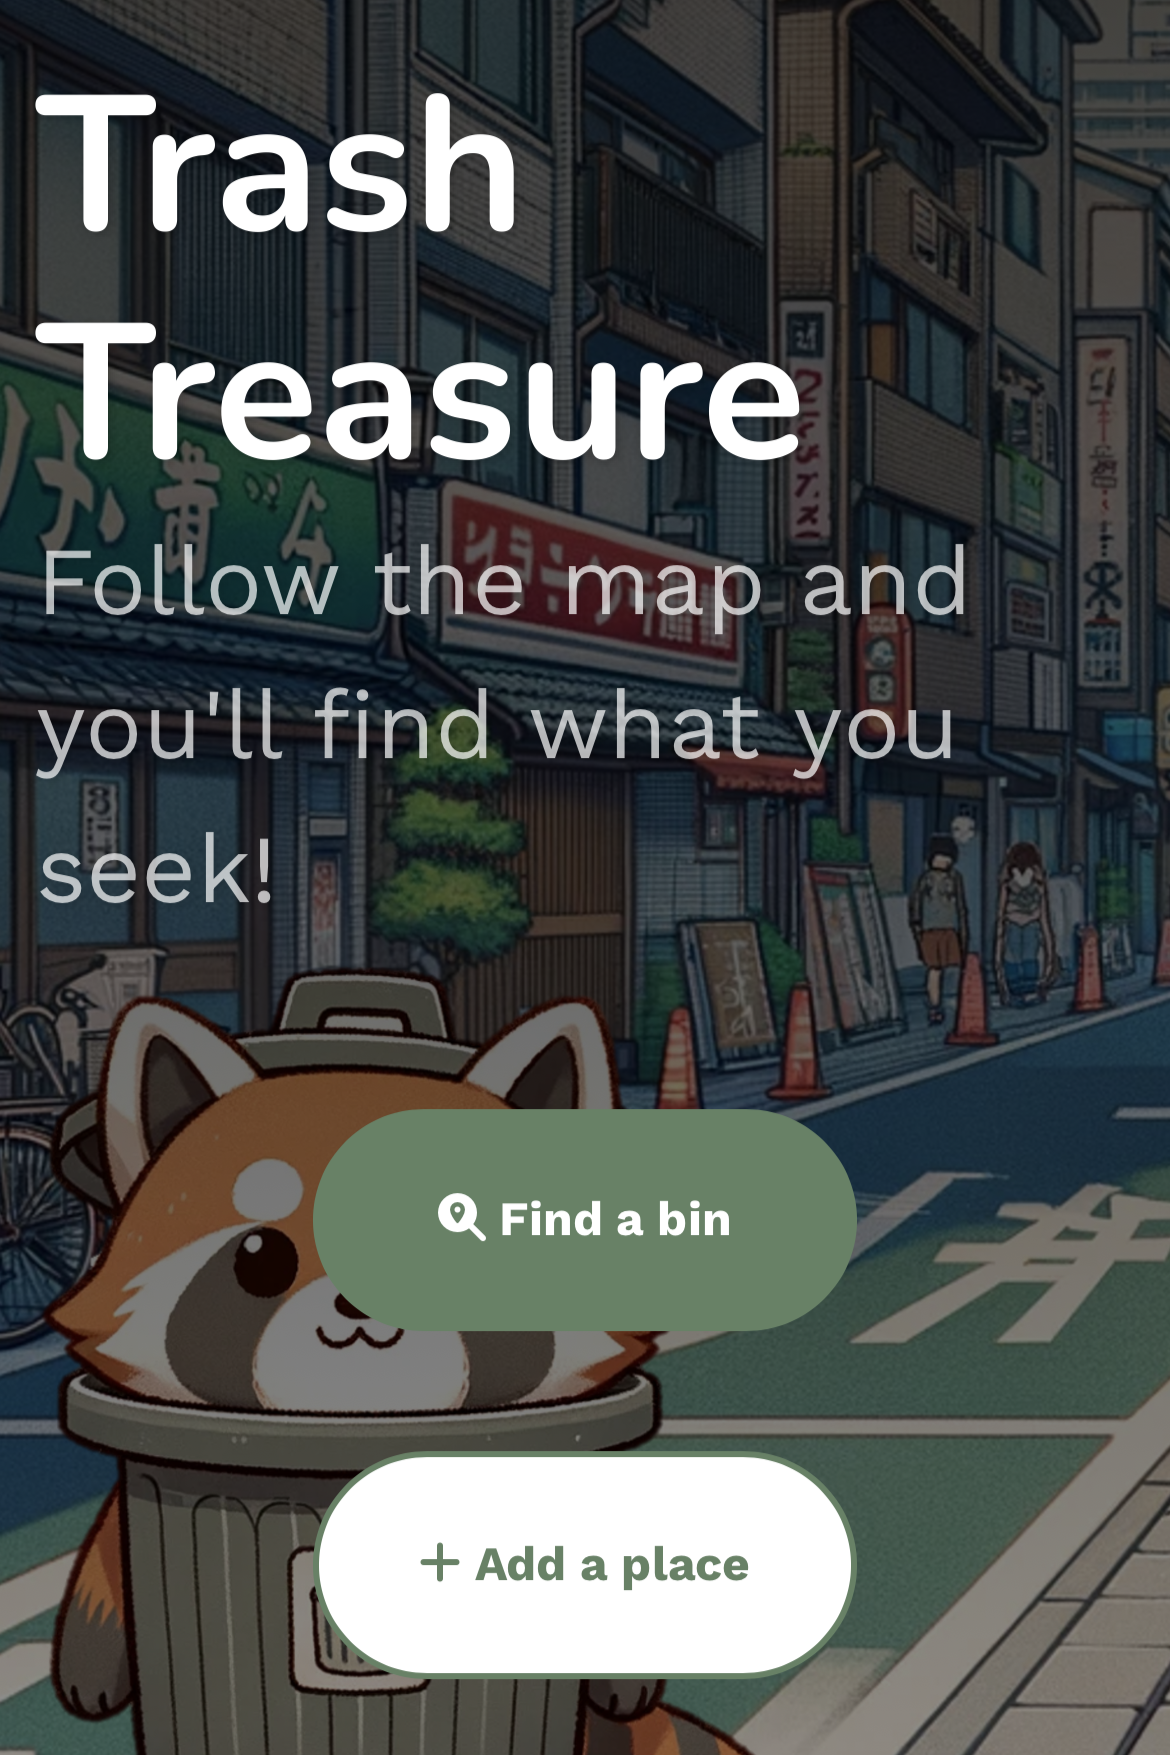 Trash
Treasure
Follow the map and
you'll find what you
seek!
Find a bin
+ Add a place